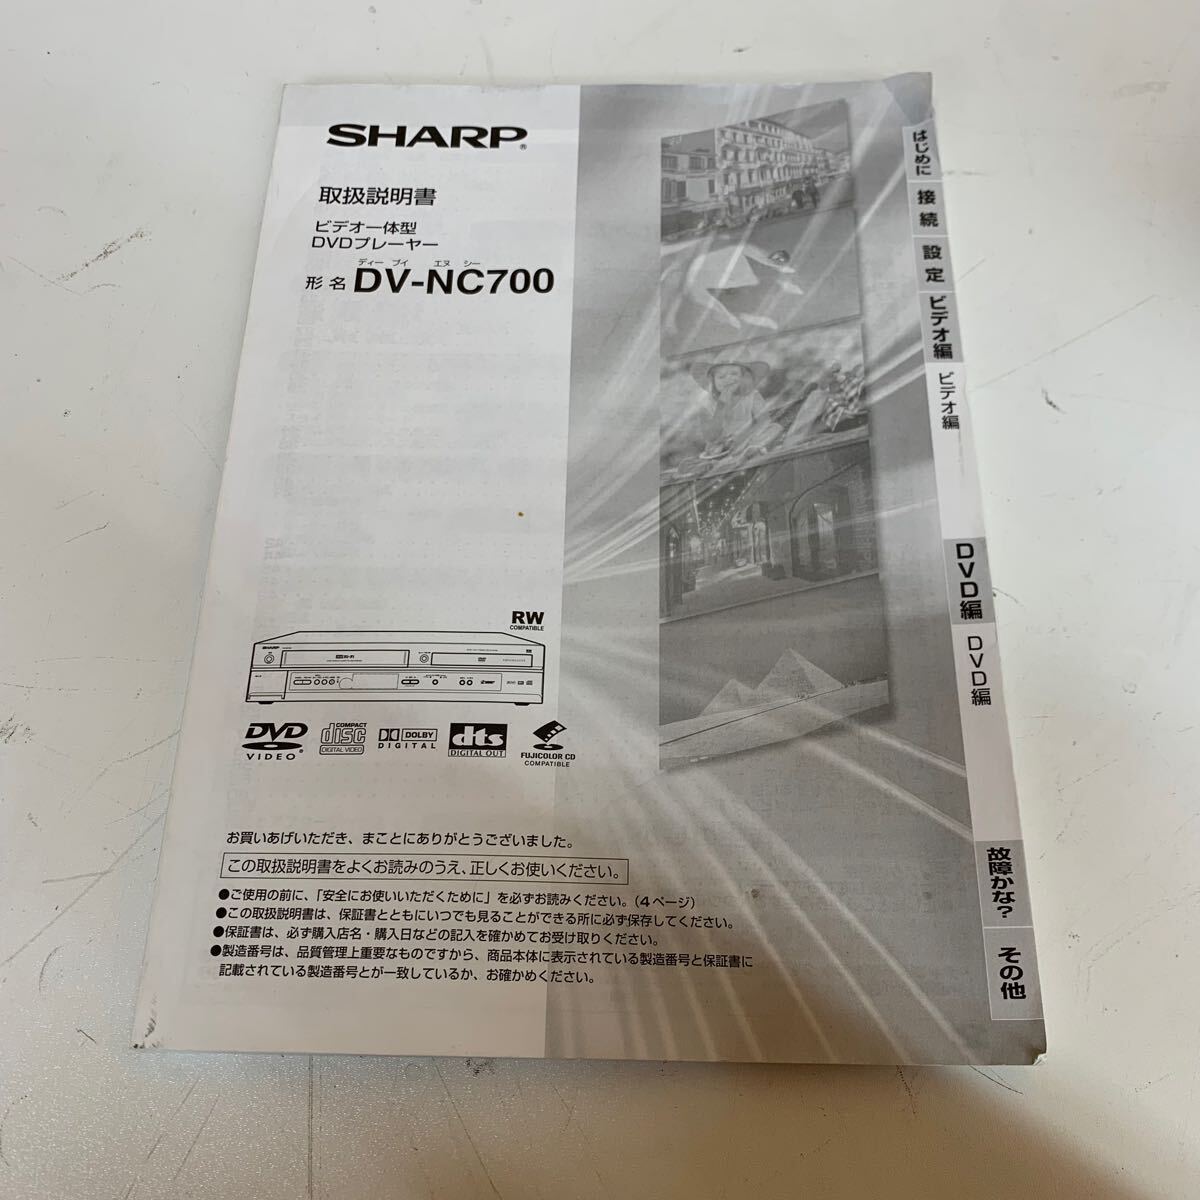 SHARP®
取扱説明書
ビデオ一体型
DVDプレーヤー
ディー ブイ エヌ シー
形名 DV-NC700
RW
COMPATIBLE
SHARP
Hi-Fi
DVD
VIDEO
COMPACT
disc
DIGITAL VIDEO
DOLBY
DIGITAL
dts
DIGITAL OUT
FUJICOLOR CD
COMPATIBLE
お買いあげいただき、まことにありがとうございました。
この取扱説明書をよくお読みのうえ、正しくお使いください。
●ご使用の前に、「安全にお使いいただくために」を必ずお読みください。(4ページ)
●この取扱説明書は、保証書とともにいつでも見ることができる所に必ず保存してください。
●保証書は、必ず購入店名・購入日などの記入を確かめてお受け取りください。
●製造番号は、品質管理上重要なものですから、商品本体に表示されている製造番号と保証書に
記載されている製造番号とが一致しているか、お確かめください。
はじめに
接続
設定
ビデオ編
ビデオ編
DVD編
DVD編
故障かな?
その他